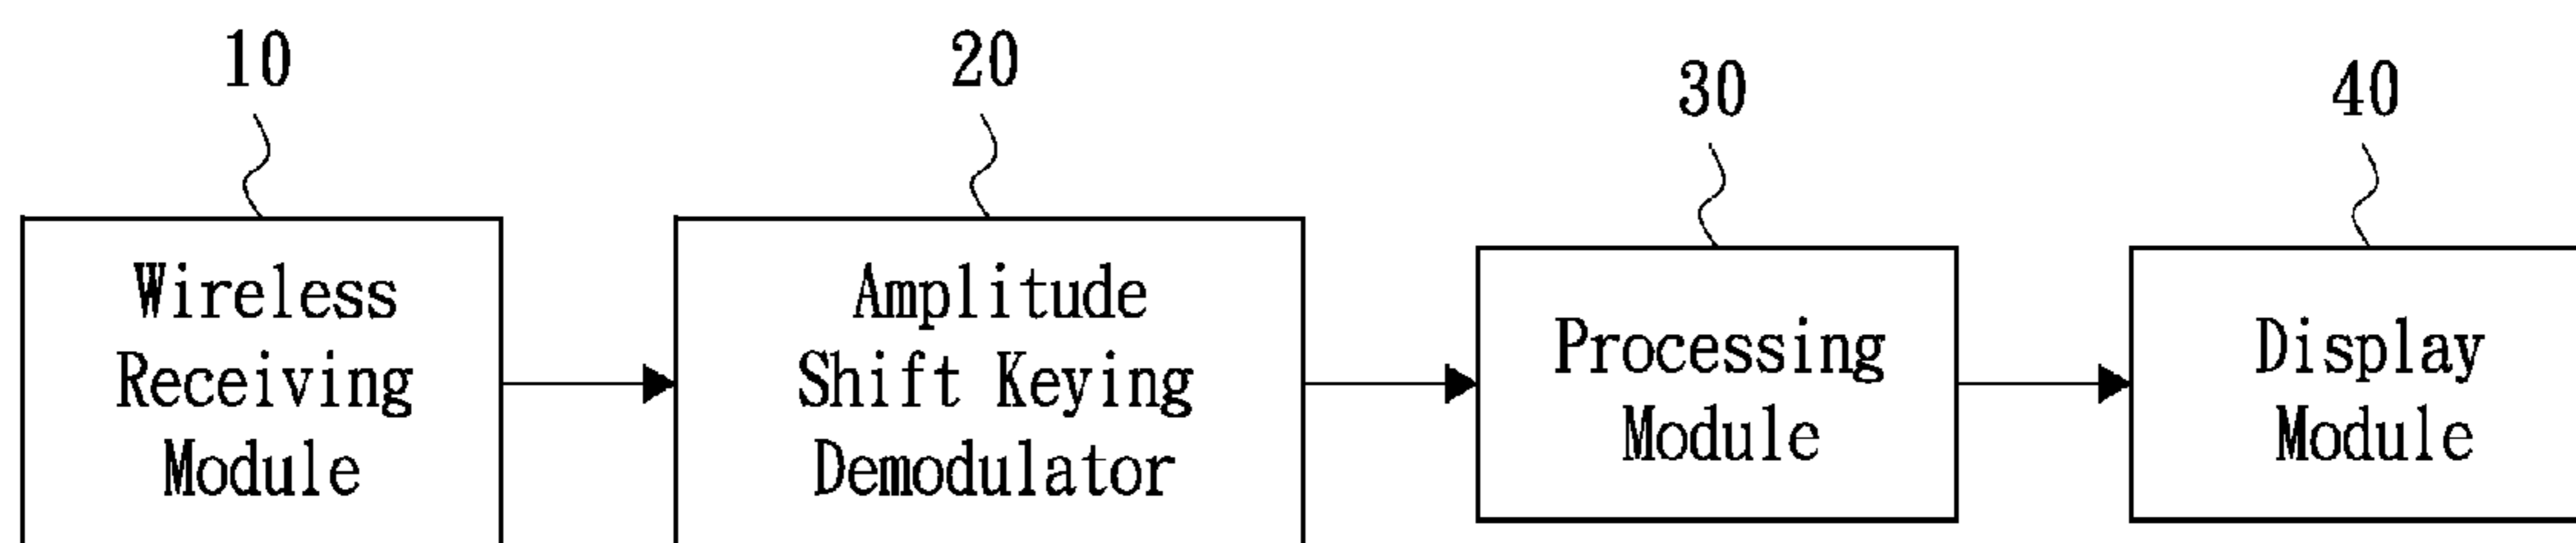 10
20
30
40
Wireless
Receiving
Module
Amplitude
Shift Keying
Demodulator
Processing
Module
Display
Module